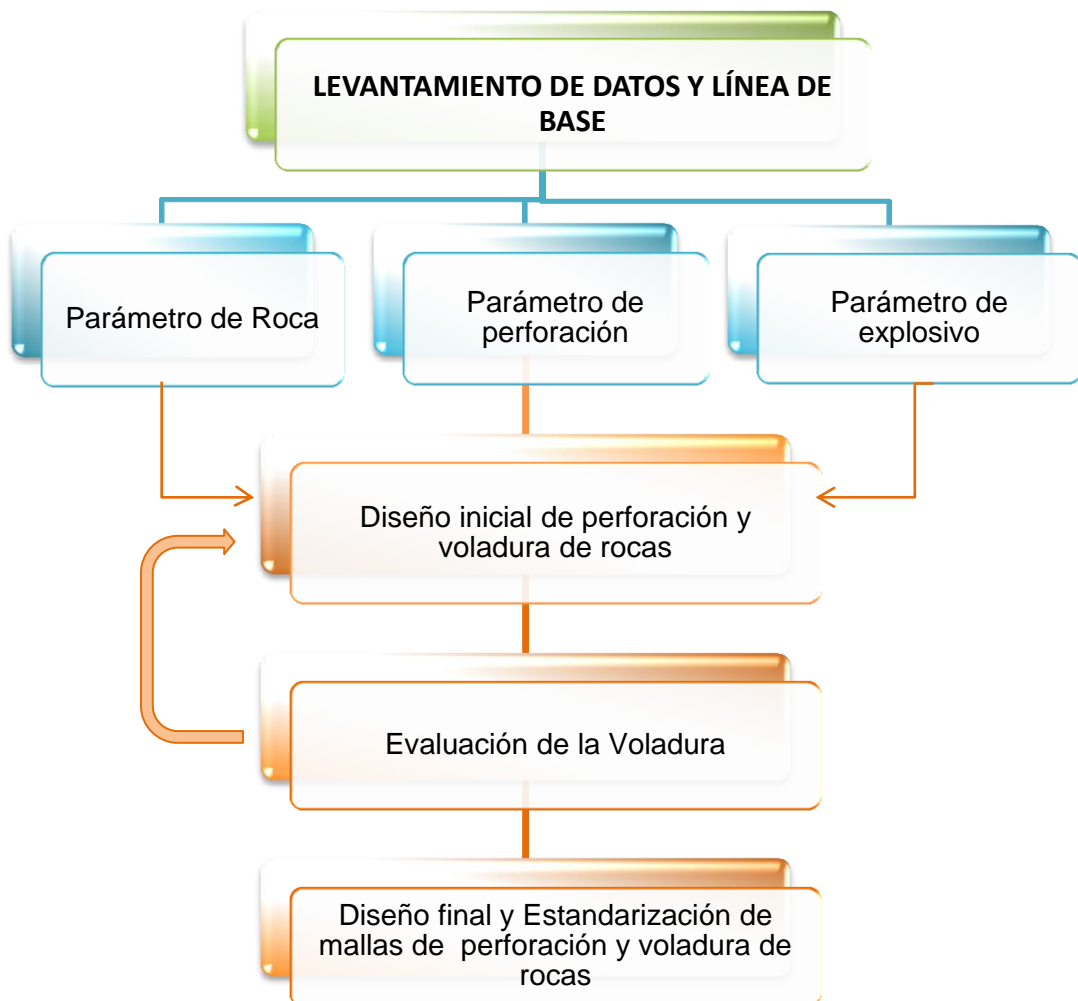 LEVANTAMIENTO DE DATOS Y LÍNEA DE
BASE
Parámetro de Roca
Parámetro de
perforación
Parámetro de
explosivo
Diseño inicial de perforación y
voladura de rocas
Evaluación de la Voladura
Diseño final y Estandarización de
mallas de perforación y voladura de
rocas